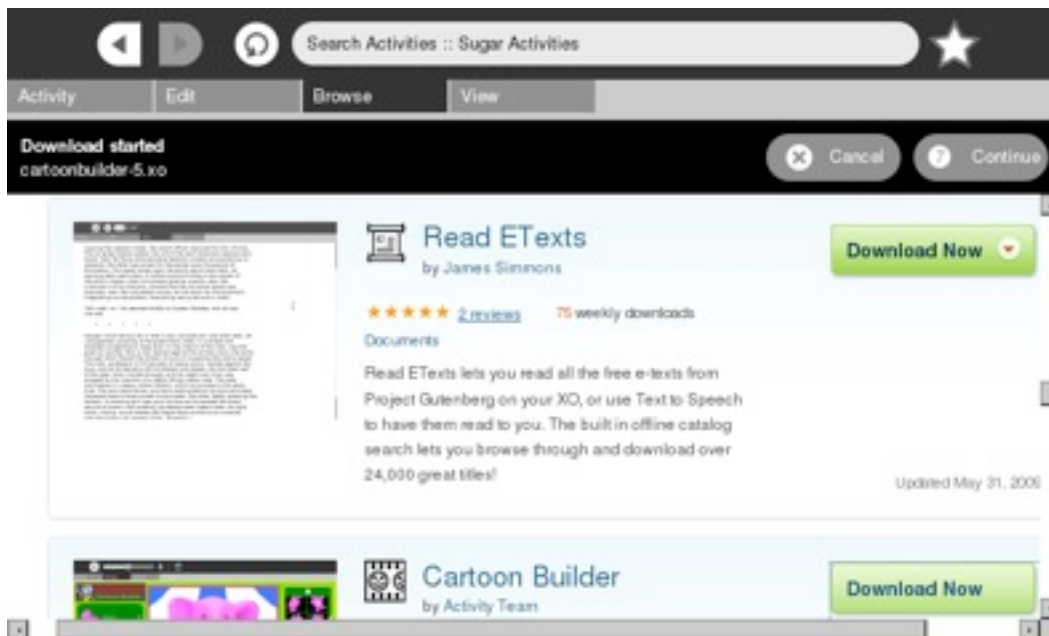 Search Activities :: Sugar Activities
Activity
Edit
Browse
View
Download started
cartoonbuilder-5.xo
Cancel
Continue
Read ETexts
by James Simmons
Download Now
2 reviews
75 weekly downloads
Documents
Read ETexts lets you read all the free e-texts from
Project Gutenberg on your XO, or use Text to Speech
to have them read to you. The built in offline catalog
search lets you browse through and download over
24,000 great titles!
Updated May 31,
Cartoon Builder
by Activity Team
Download Now